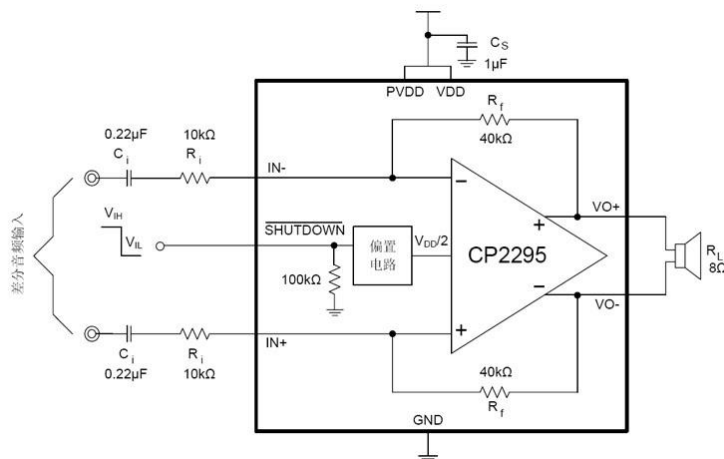 C_S
1μF
PVDD VDD
R_f
40kΩ
0.22μF 10kΩ
C_i R_i
IN-
VO+
差分音频输入
V_IH
V_IL
SHUTDOWN
偏置
电路
V_DD/2
CP2295
100kΩ
R_L
8Ω
VO-
IN+
C_i R_i
0.22μF 10kΩ
40kΩ
R_f
GND